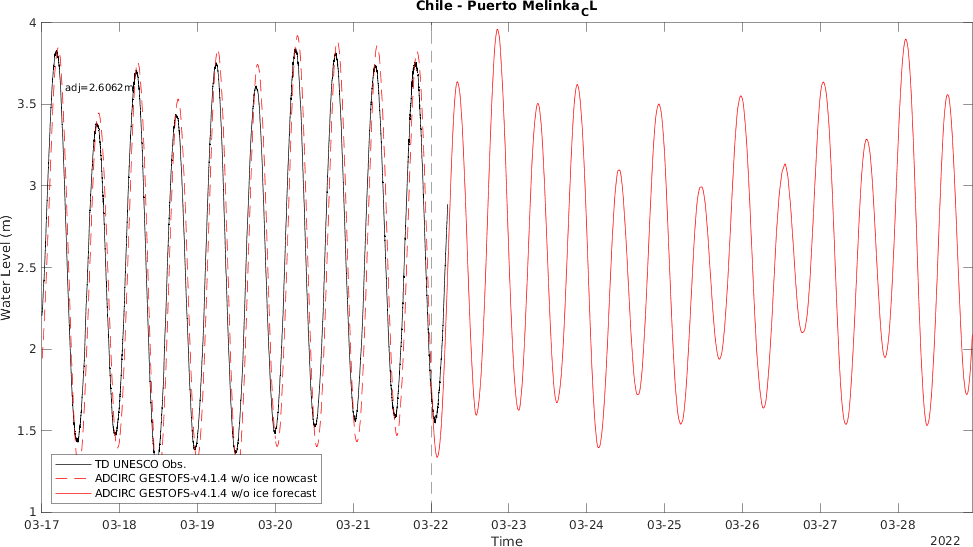 Chile - Puerto Melinka_CL
4
adj=2.6062m
3.5
3
2.5
2
1.5
1
Water Level (m)
TD UNESCO Obs.
ADCIRC GESTOFS-v4.1.4 w/o ice nowcast
ADCIRC GESTOFS-v4.1.4 w/o ice forecast
03-17 03-18 03-19 03-20 03-21 03-22 03-23 03-24 03-25 03-26 03-27 03-28
Time
2022